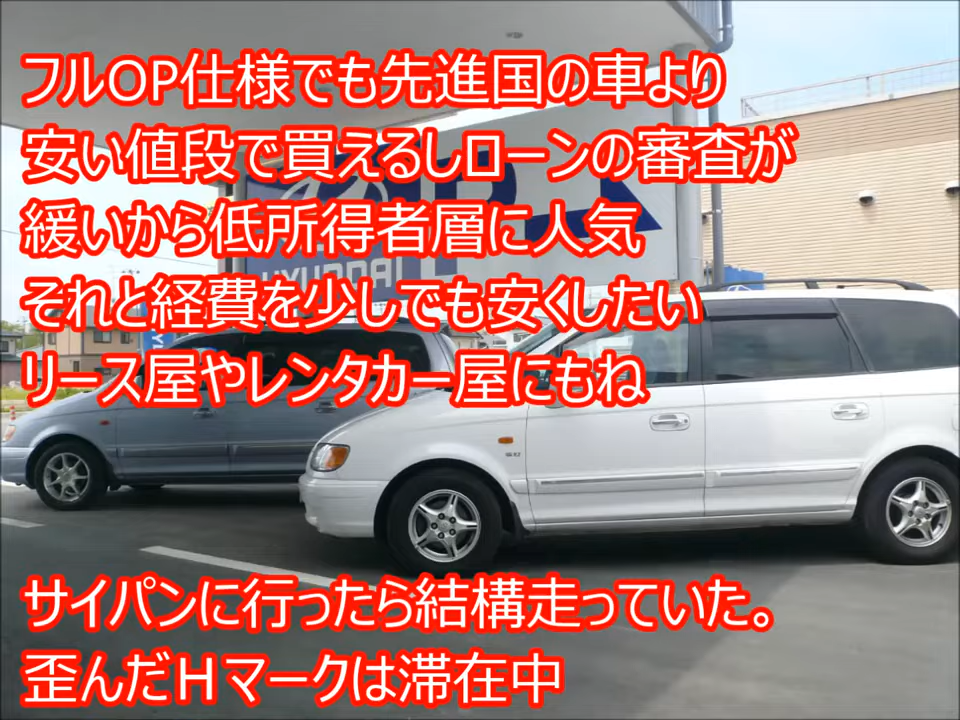 フルOP仕様でも先進国の車より
安い値段で買えるしローンの審査が
緩いから低所得者層に人気
HYUNDAI
それと経費を少しでも安くしたい
リース屋やレンタカー屋にもね
サイパンに行ったら結構走っていた。
歪んだHマークは滞在中